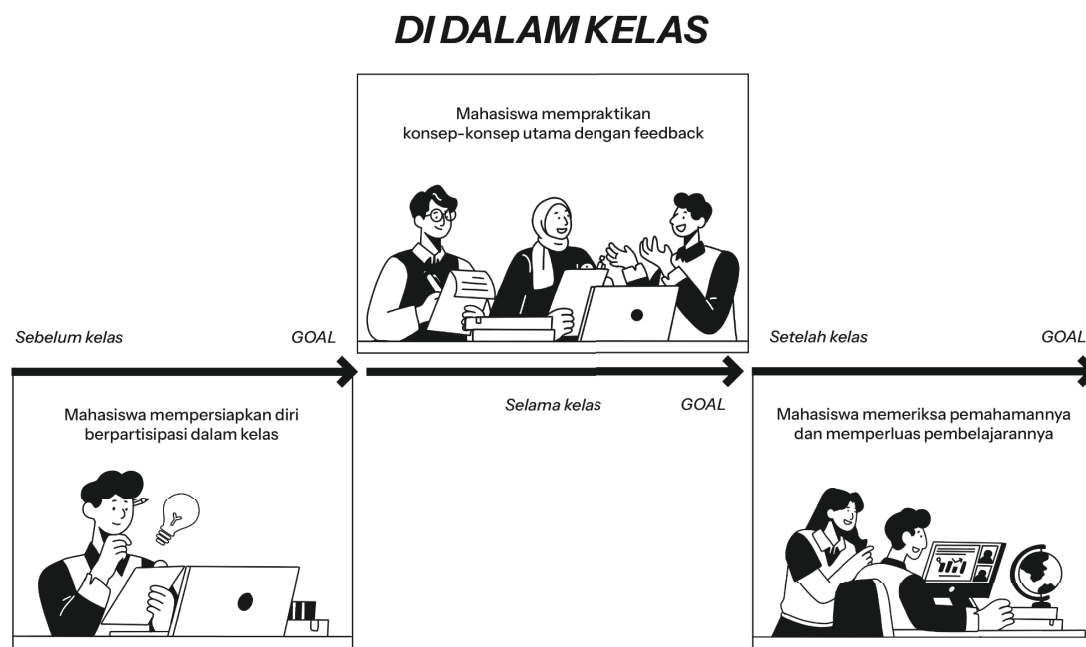 DI DALAM KELAS
Mahasiswa mempraktikan
konsep-konsep utama dengan feedback
Sebelum kelas
GOAL
Setelah kelas
GOAL
Selama kelas
GOAL
Mahasiswa mempersiapkan diri
berpartisipasi dalam kelas
Mahasiswa memeriksa pemahamannya
dan memperluas pembelajarannya